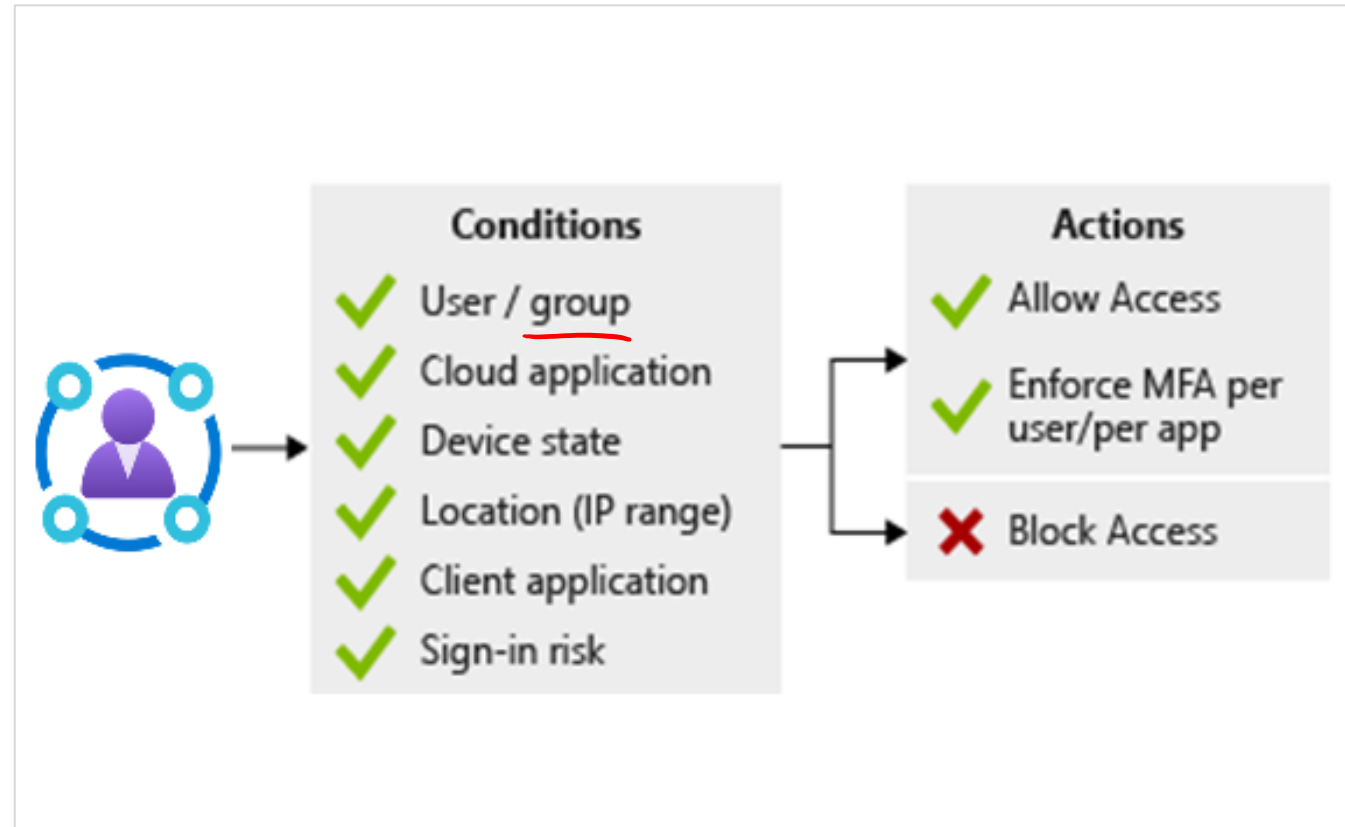 Conditions
User / group
Cloud application
Device state
Location (IP range)
Client application
Sign-in risk
Actions
Allow Access
Enforce MFA per
user/per app
Block Access